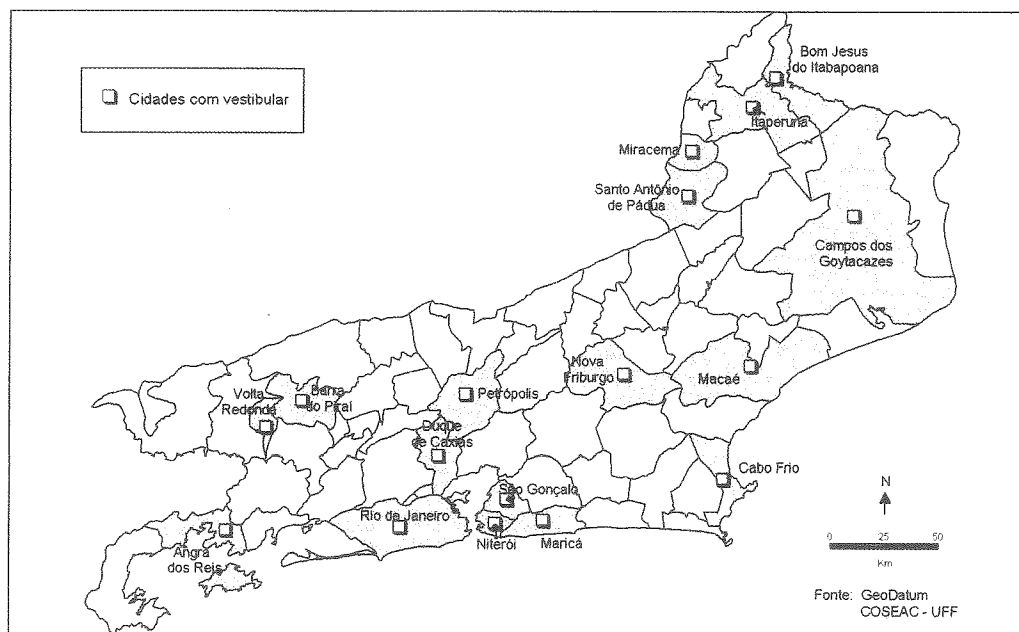 Cidades com vestibular
Bom Jesus
do Itabapoana
Itaperuna
Miracema
Santo Antônio
de Pádua
Campos dos
Goytacazes
Nova
Friburgo
Macaé
Petrópolis
Volta
Redonda
Barra
do Piraí
Duque
de Caxias
Cabo Frio
São Gonçalo
Rio de Janeiro
Niterói
Maricá
Angra
dos Reis
N
0 25 50
Km
Fonte: GeoDatum
COSEAC - UFF